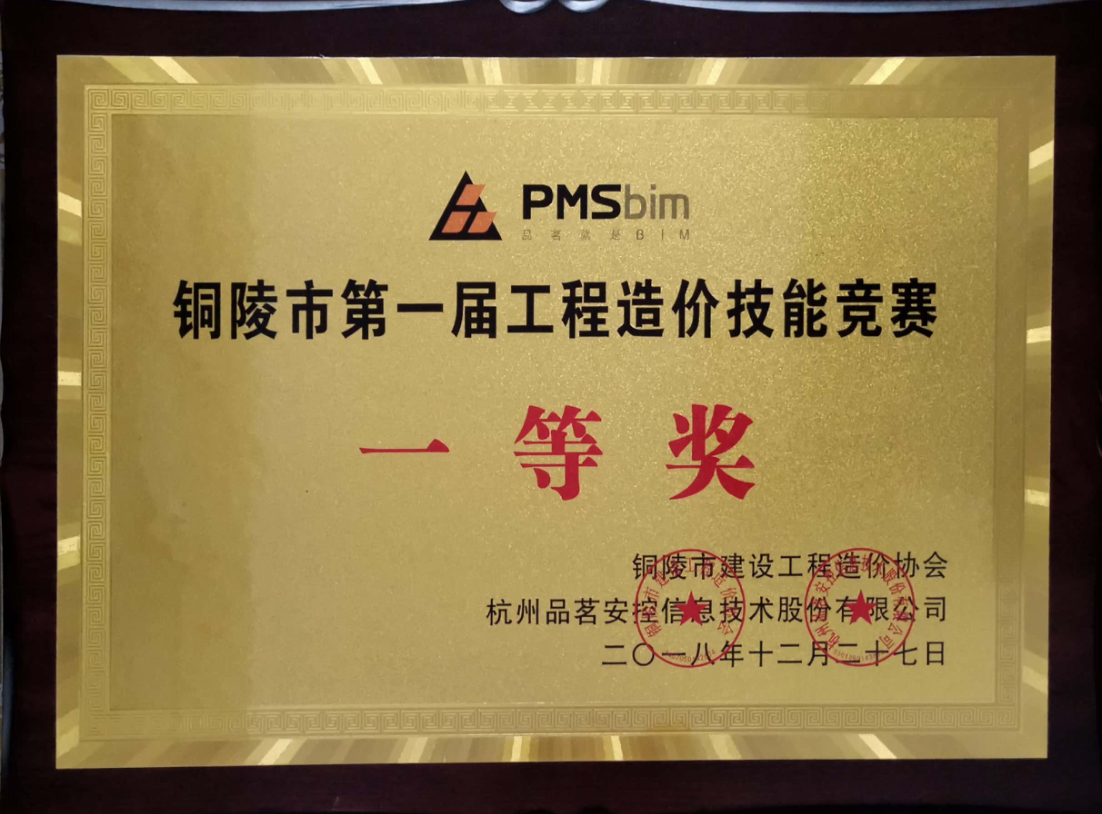 PMSbim
品茗就是BIM
铜陵市第一届工程造价技能竞赛
一等奖
铜陵市建设工程造价协会
杭州品茗安控信息技术股份有限公司
二〇一八年十二月二十七日